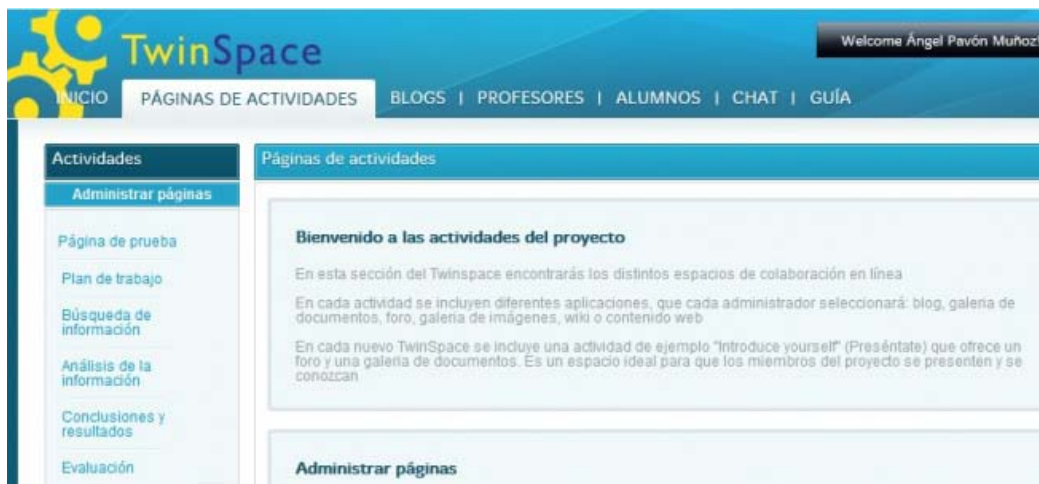 TwinSpace
Welcome Ángel Pavón Muñoz!
INICIO PÁGINAS DE ACTIVIDADES BLOGS | PROFESORES | ALUMNOS | CHAT | GUÍA
Actividades
Administrar páginas
Página de prueba
Plan de trabajo
Búsqueda de
información
Análisis de la
información
Conclusiones y
resultados
Evaluación
Páginas de actividades
Bienvenido a las actividades del proyecto
En esta sección del Twinspace encontrarás los distintos espacios de colaboración en línea
En cada actividad se incluyen diferentes aplicaciones, que cada administrador seleccionará: blog, galería de
documentos, foro, galería de imágenes, wiki o contenido web
En cada nuevo TwinSpace se incluye una actividad de ejemplo "Introduce yourself" (Preséntate) que ofrece un
foro y una galería de documentos. Es un espacio ideal para que los miembros del proyecto se presenten y se
conozcan
Administrar páginas